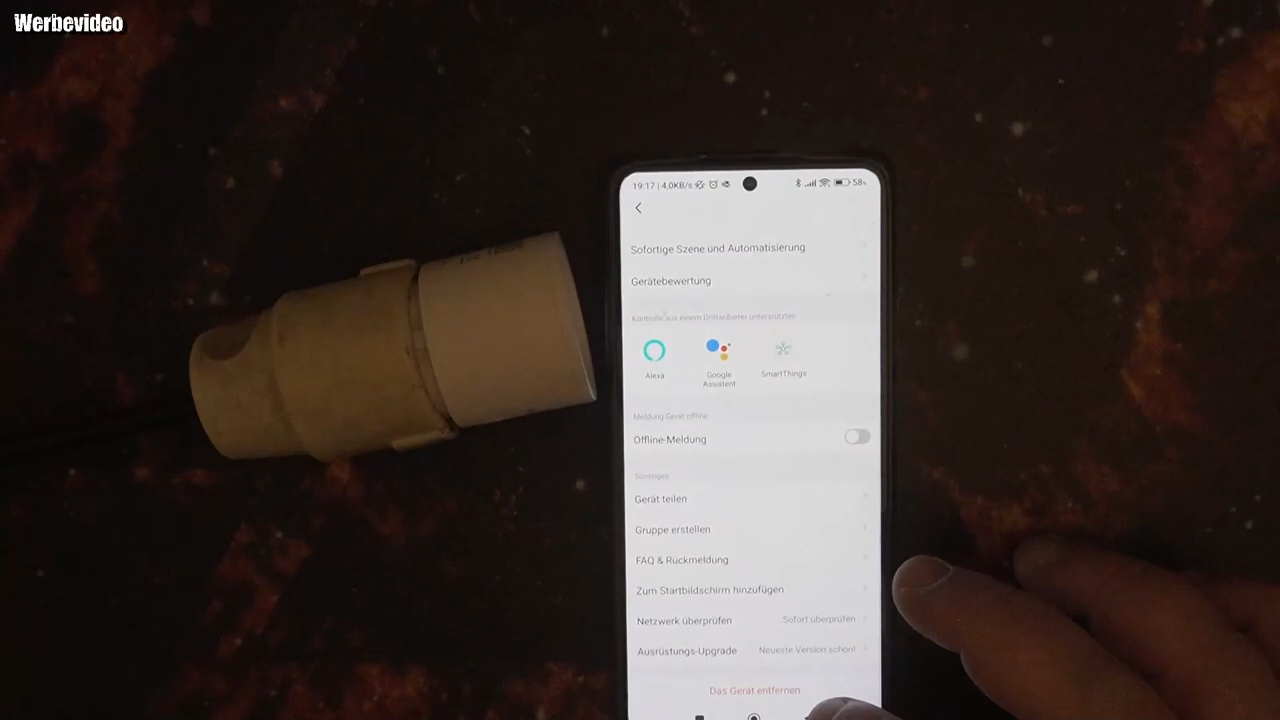 Werbevideo
19:17 | 4,0KB/s
58
Sofortige Szene und Automatisierung
Gerätebewertung
Kontrolle aus einem Drittanbieter unterstützten
Alexa
Google
Assistent
SmartThings
Meldung Gerät offline
Offline-Meldung
Sonstiges
Gerät teilen
Gruppe erstellen
FAQ & Rückmeldung
Zum Startbildschirm hinzufügen
Netzwerk überprüfen Sofort überprüfen
Ausrüstungs-Upgrade Neueste Version schon!
Das Gerät entfernen